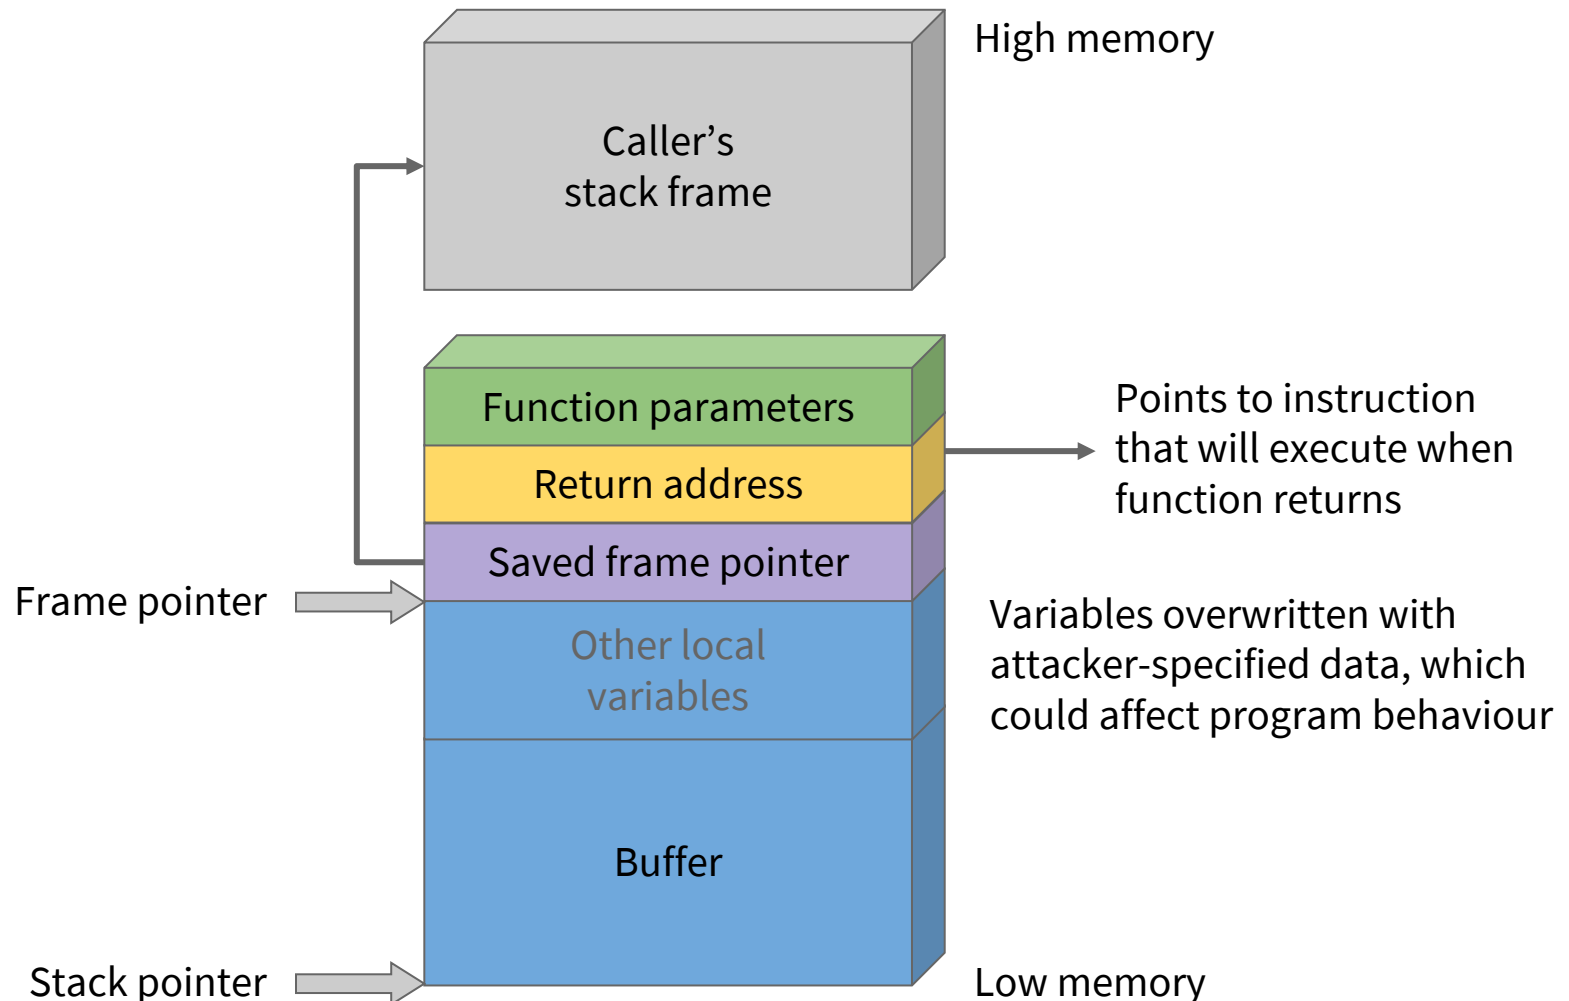 High memory
Caller’s
stack frame
Function parameters
Return address
Saved frame pointer
Points to instruction
that will execute when
function returns
Frame pointer
Other local
variables
Variables overwritten with
attacker-specified data, which
could affect program behaviour
Buffer
Stack pointer
Low memory